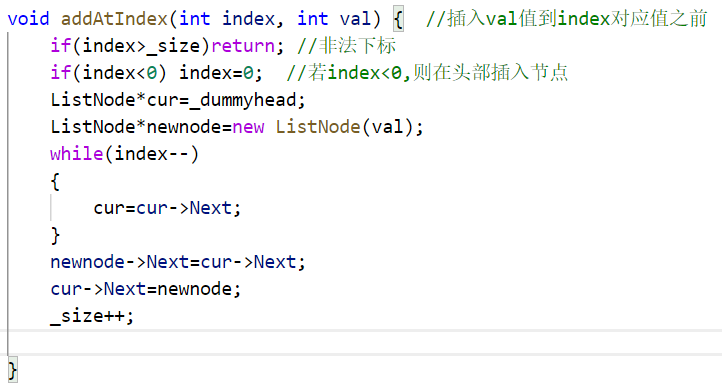 void addAtIndex(int index, int val) {  //插入val值到index对应值之前
    if(index>_size)return; //非法下标
    if(index<0) index=0;  //若index<0,则在头部插入节点
    ListNode*cur=_dummyhead;
    ListNode*newnode=new ListNode(val);
    while(index--)
    {
        cur=cur->Next;
    }
    newnode->Next=cur->Next;
    cur->Next=newnode;
    _size++;
}